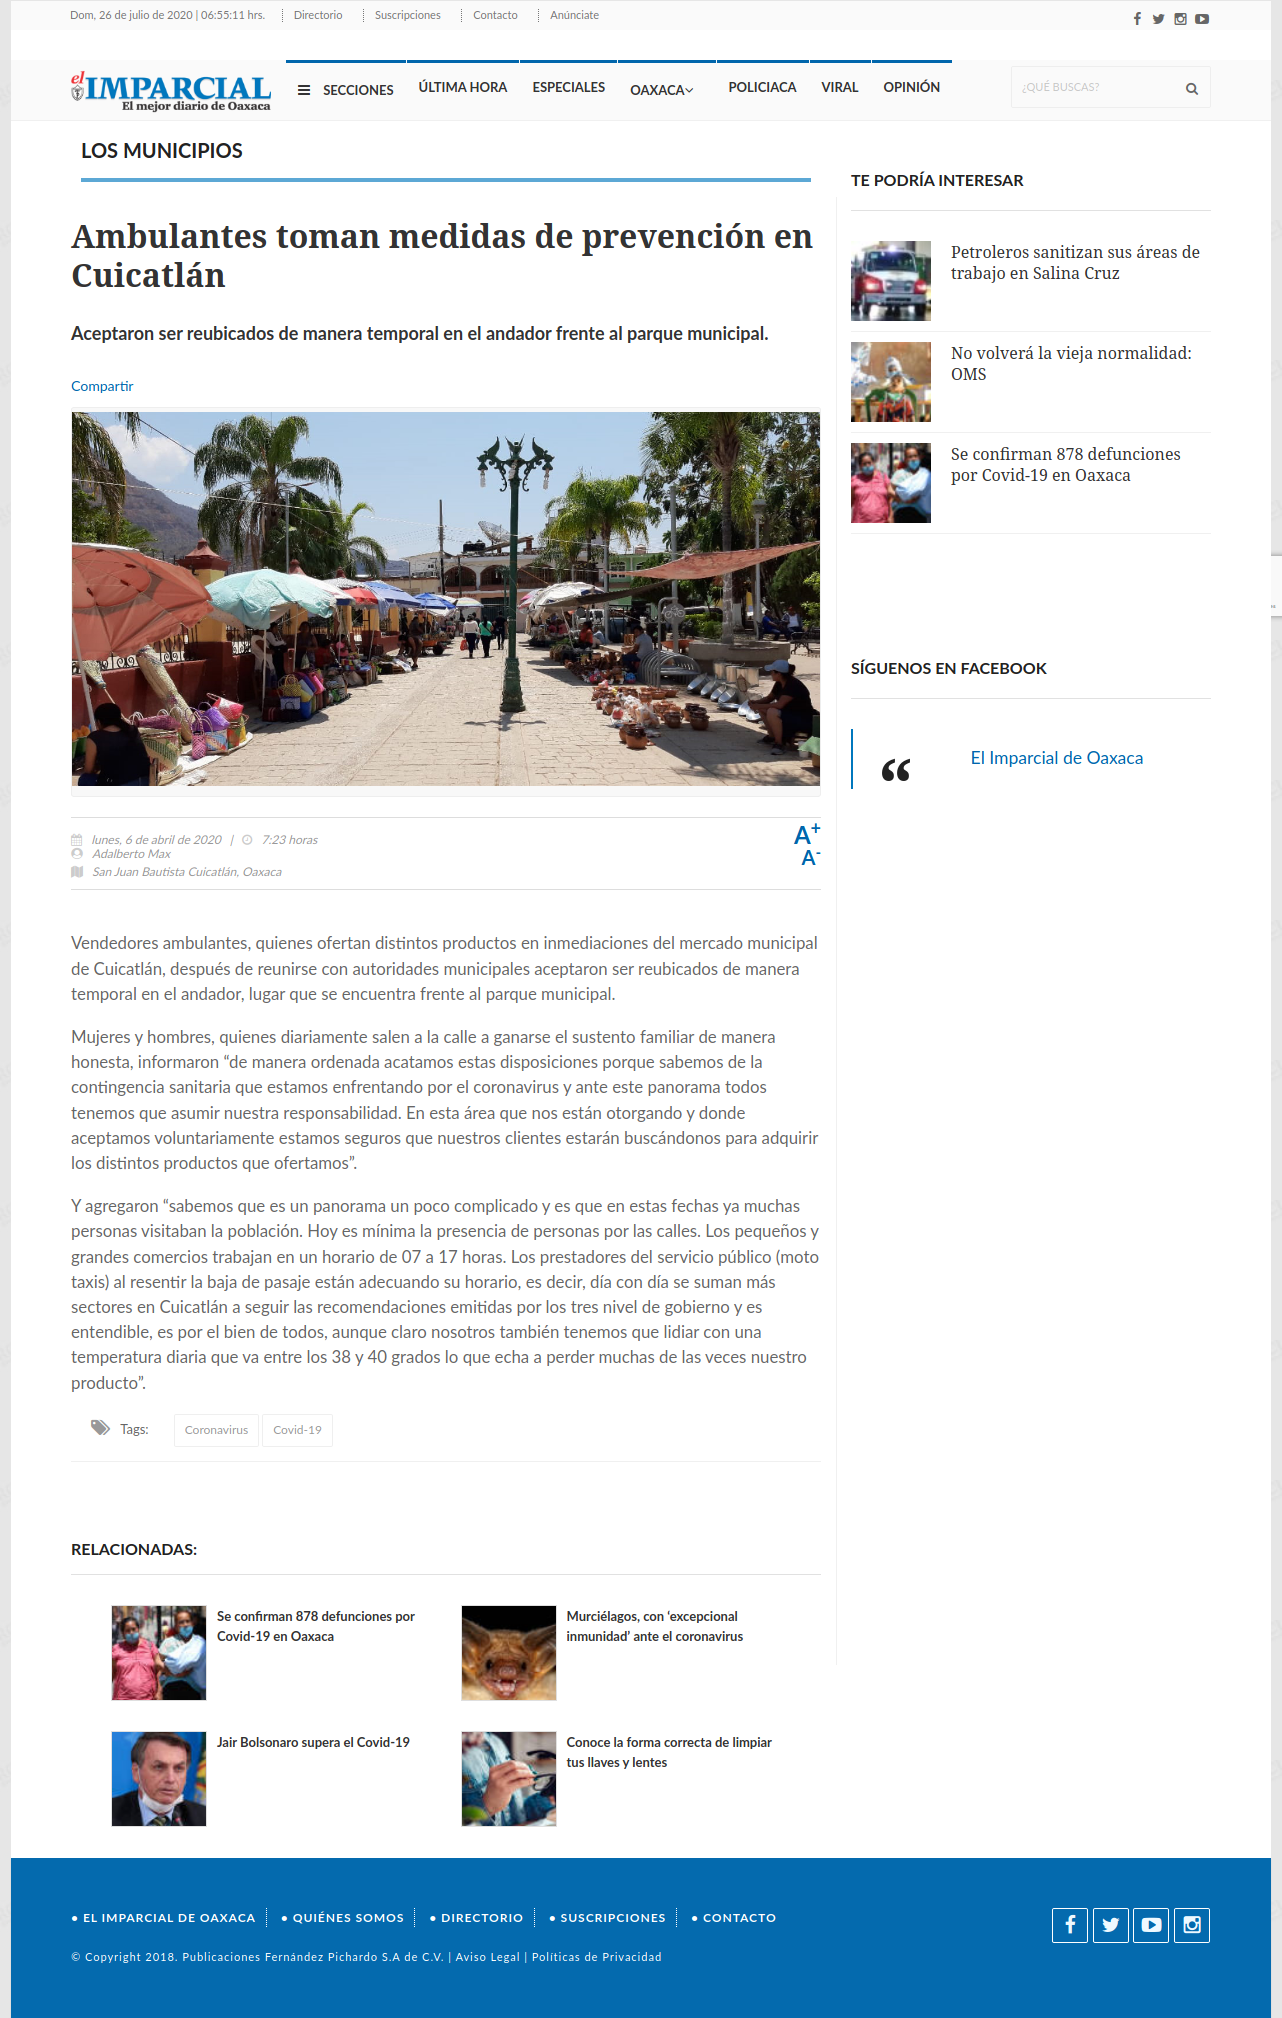 Dom, 26 de julio de 2020 | 06:55:11 hrs.
Directorio
Suscripciones
Contacto
Anúnciate
el IMPARCIAL
El mejor diario de Oaxaca
SECCIONES
ÚLTIMA HORA
ESPECIALES
OAXACA
POLICIACA
VIRAL
OPINIÓN
¿QUÉ BUSCAS?
LOS MUNICIPIOS
Ambulantes toman medidas de prevención en
Cuicatlán
Aceptaron ser reubicados de manera temporal en el andador frente al parque municipal.
Compartir
lunes, 6 de abril de 2020 | 7:23 horas
Adalberto Max
San Juan Bautista Cuicatlán, Oaxaca
A+
A-
Vendedores ambulantes, quienes ofertan distintos productos en inmediaciones del mercado municipal
de Cuicatlán, después de reunirse con autoridades municipales aceptaron ser reubicados de manera
temporal en el andador, lugar que se encuentra frente al parque municipal.
Mujeres y hombres, quienes diariamente salen a la calle a ganarse el sustento familiar de manera
honesta, informaron “de manera ordenada acatamos estas disposiciones porque sabemos de la
contingencia sanitaria que estamos enfrentando por el coronavirus y ante este panorama todos
tenemos que asumir nuestra responsabilidad. En esta área que nos están otorgando y donde
aceptamos voluntariamente estamos seguros que nuestros clientes estarán buscándonos para adquirir
los distintos productos que ofertamos”.
Y agregaron “sabemos que es un panorama un poco complicado y es que en estas fechas ya muchas
personas visitaban la población. Hoy es mínima la presencia de personas por las calles. Los pequeños y
grandes comercios trabajan en un horario de 07 a 17 horas. Los prestadores del servicio público (moto
taxis) al resentir la baja de pasaje están adecuando su horario, es decir, día con día se suman más
sectores en Cuicatlán a seguir las recomendaciones emitidas por los tres nivel de gobierno y es
entendible, es por el bien de todos, aunque claro nosotros también tenemos que lidiar con una
temperatura diaria que va entre los 38 y 40 grados lo que echa a perder muchas de las veces nuestro
producto”.
Tags:
Coronavirus
Covid-19
RELACIONADAS:
Se confirman 878 defunciones por
Covid-19 en Oaxaca
Murciélagos, con ‘excepcional
inmunidad’ ante el coronavirus
Jair Bolsonaro supera el Covid-19
Conoce la forma correcta de limpiar
tus llaves y lentes
TE PODRÍA INTERESAR
Petroleros sanitizan sus áreas de
trabajo en Salina Cruz
No volverá la vieja normalidad:
OMS
Se confirman 878 defunciones
por Covid-19 en Oaxaca
SÍGUENOS EN FACEBOOK
“
El Imparcial de Oaxaca
● EL IMPARCIAL DE OAXACA
● QUIÉNES SOMOS
● DIRECTORIO
● SUSCRIPCIONES
● CONTACTO
© Copyright 2018. Publicaciones Fernández Pichardo S.A de C.V. | Aviso Legal | Políticas de Privacidad